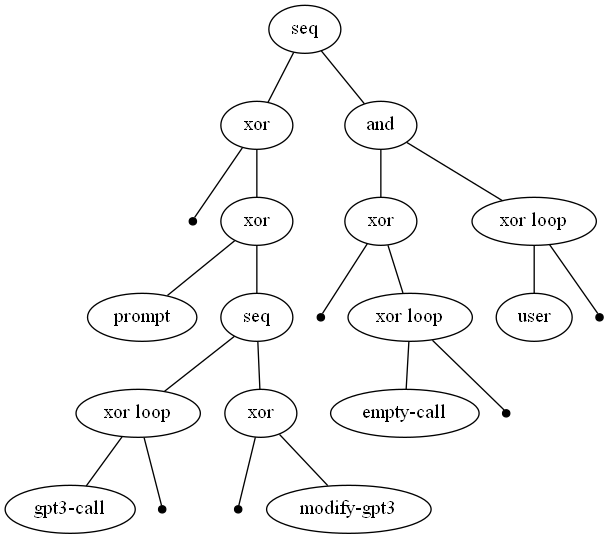 seq
xor
and
xor
xor
xor loop
prompt
seq
xor loop
user
xor loop
xor
empty-call
gpt3-call
modify-gpt3